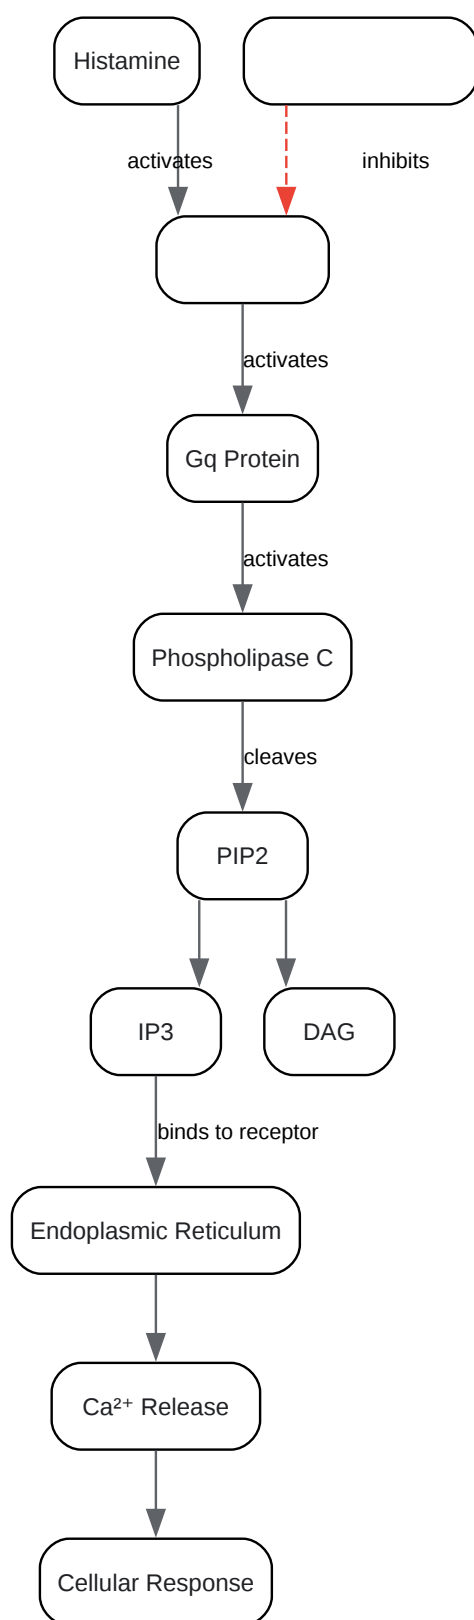 Histamine
activates
inhibits
activates
Gq Protein
activates
Phospholipase C
cleaves
PIP2
IP3
DAG
binds to receptor
Endoplasmic Reticulum
Ca²⁺ Release
Cellular Response